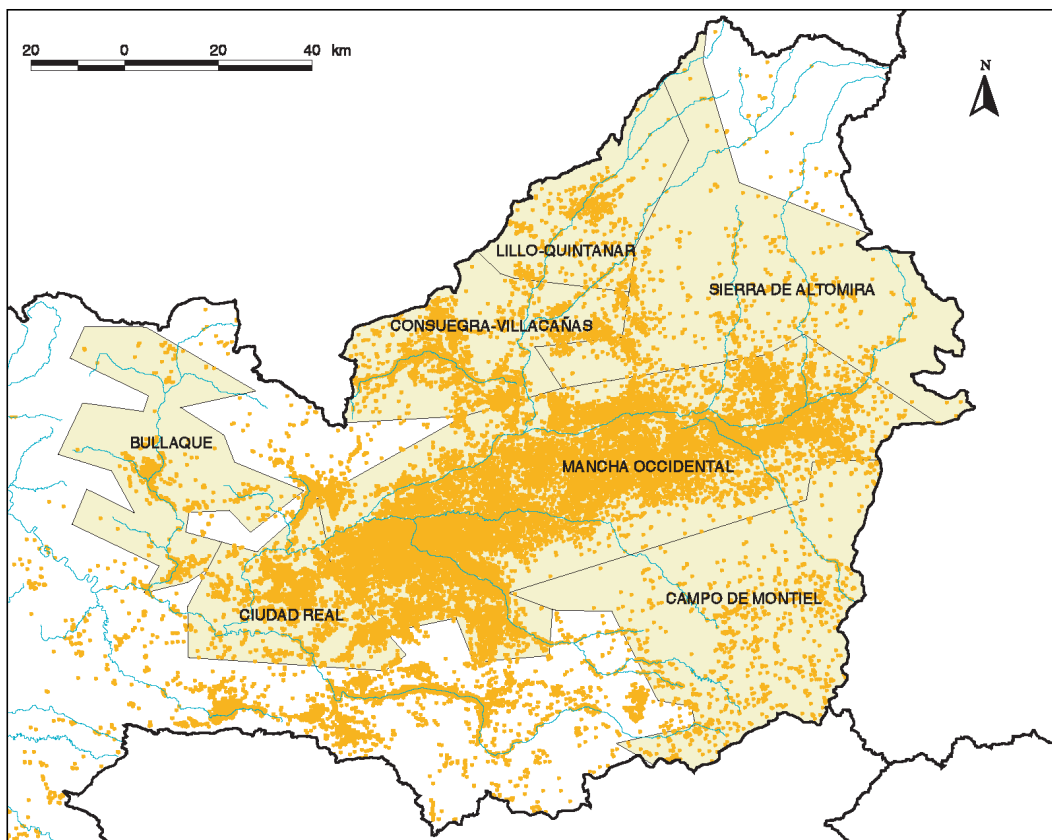 20 0 20 40 km
N
LILLO-QUINTANAR
SIERRA DE ALTOMIRA
CONSUEGRA-VILLACAÑAS
BULLAQUE
MANCHA OCCIDENTAL
CAMPO DE MONTIEL
CIUDAD REAL